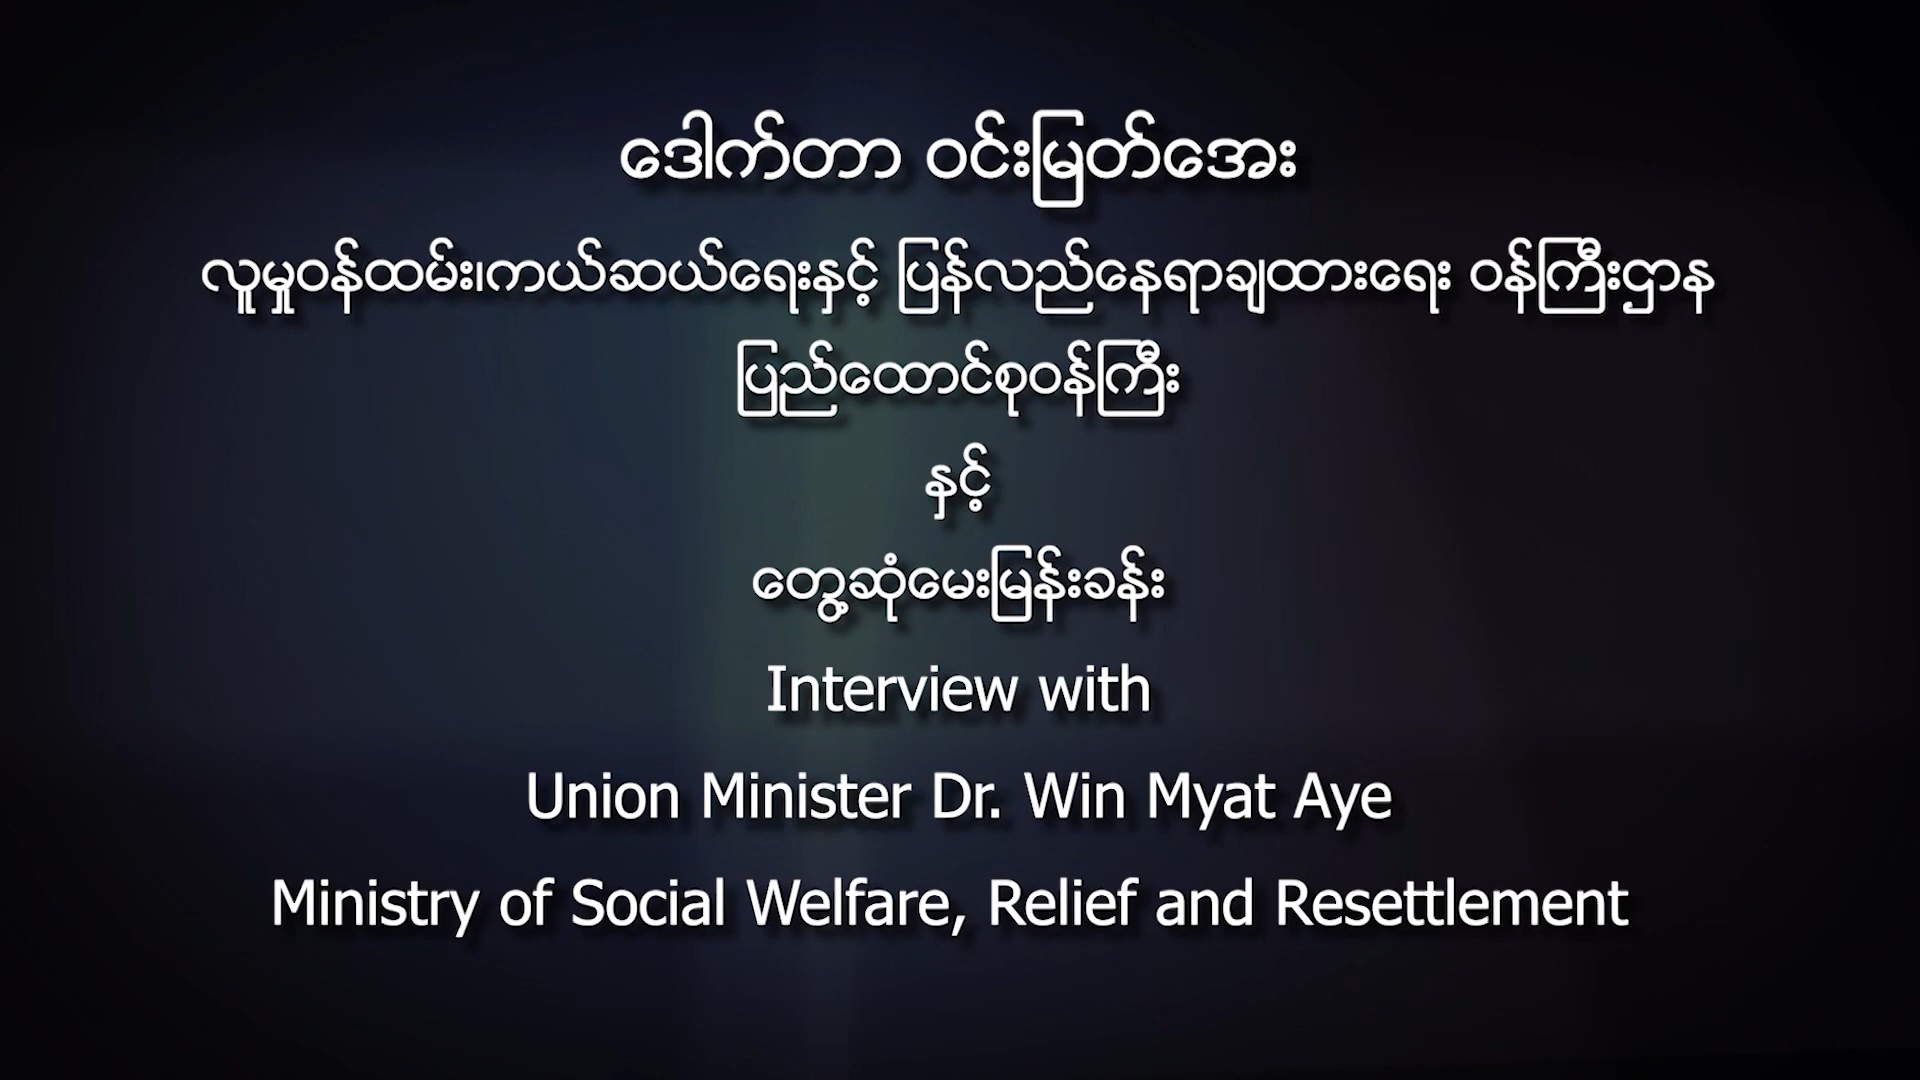 ဒေါက်တာ ဝင်းမြတ်အေး
လူမှုဝန်ထမ်း၊ကယ်ဆယ်ရေးနှင့် ပြန်လည်နေရာချထားရေး ဝန်ကြီးဌာန
ပြည်ထောင်စုဝန်ကြီး
နှင့်
တွေ့ဆုံမေးမြန်းခန်း
Interview with
Union Minister Dr. Win Myat Aye
Ministry of Social Welfare, Relief and Resettlement